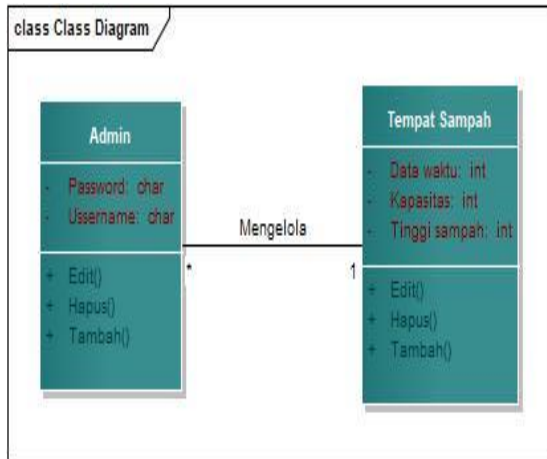 class Class Diagram
Admin
- Password: char
- Ussername: char
+ Edit()
+ Hapus()
+ Tambah()
Mengelola
* 1
Tempat Sampah
- Data waktu: int
- Kapasitas: int
- Tinggi sampah: int
+ Edit()
+ Hapus()
+ Tambah()